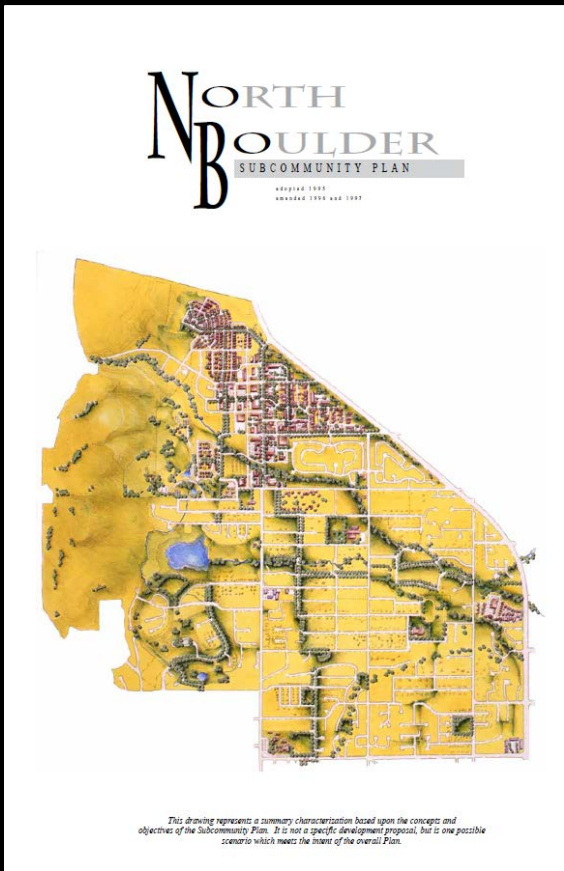 NORTH
BOULDER
SUBCOMMUNITY PLAN
adopted 1995
amended 1996 and 1997
This drawing represents a summary characterization based upon the concepts and
objectives of the Subcommunity Plan. It is not a specific development proposal, but is one possible
scenario which meets the intent of the overall Plan.